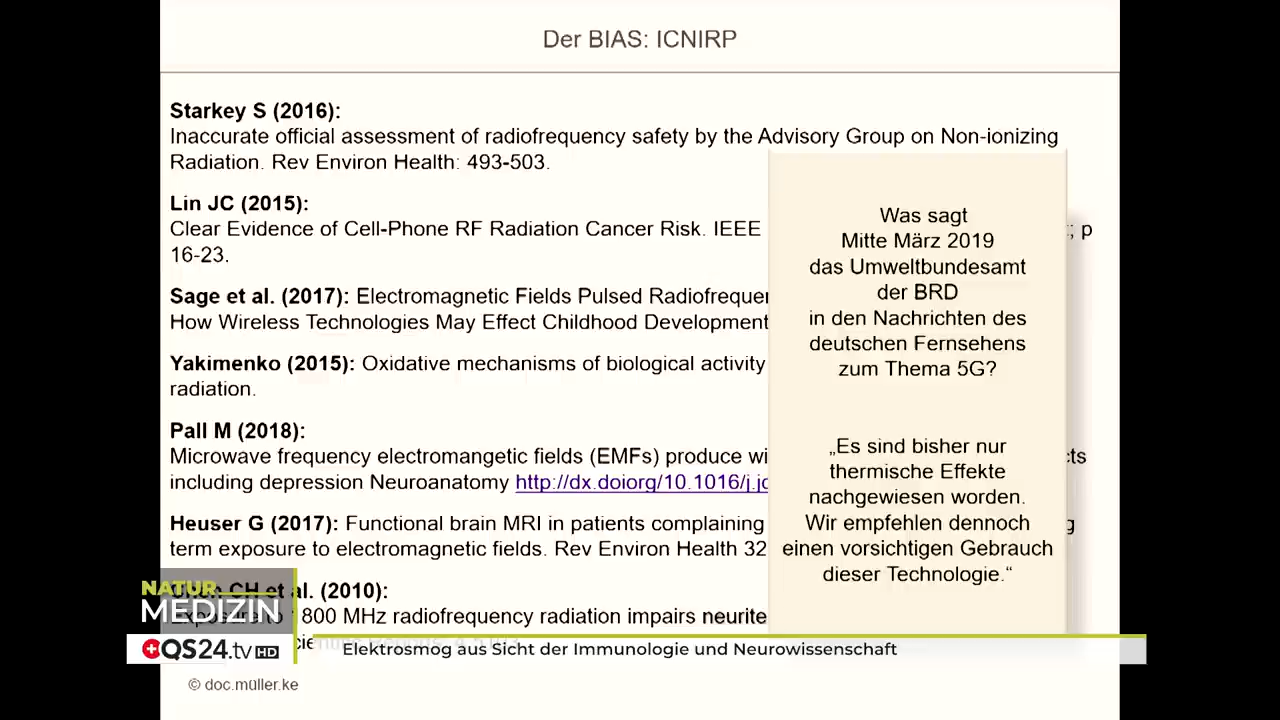 Der BIAS: ICNIRP
Starkey S (2016):
Inaccurate official assessment of radiofrequency safety by the Advisory Group on Non-ionizing
Radiation. Rev Environ Health: 493-503.
Lin JC (2015):
Clear Evidence of Cell-Phone RF Radiation Cancer Risk. IEEE
; p
16-23.
Sage et al. (2017): Electromagnetic Fields Pulsed
How Wireless Technologies May Effect Childhood Development
Yakimenko (2015): Oxidative mechanisms of biological activity
radiation.
Pall M (2018):
Microwave frequency electromangetic fields (EMFs) produce
including depression Neuroanatomy http://dx.doiorg/10.1016/j.
Heuser G (2017): Functional brain MRI in patients complaining
term exposure to electromagnetic fields. Rev Environ Health 32
et al. (2010):
800 MHz radiofrequency radiation impairs neurite
Was sagt
Mitte März 2019
das Umweltbundesamt
der BRD
in den Nachrichten des
deutschen Fernsehens
zum Thema 5G?
„Es sind bisher nur
thermische Effekte
nachgewiesen worden.
Wir empfehlen dennoch
einen vorsichtigen Gebrauch
dieser Technologie.“
NATUR
MEDIZIN
QS24.tv HD
Elektrosmog aus Sicht der Immunologie und Neurowissenschaft
© doc.müller.ke